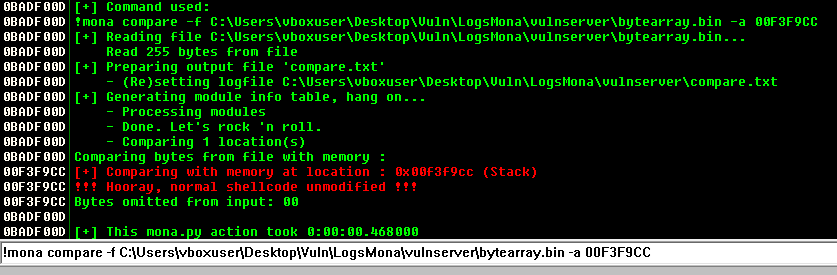 0BADF00D [+] Command used:
0BADF00D !mona compare -f C:\Users\vboxuser\Desktop\Vuln\LogsMona\vulnserver\bytearray.bin -a 00F3F9CC
0BADF00D [+] Reading file C:\Users\vboxuser\Desktop\Vuln\LogsMona\vulnserver\bytearray.bin...
0BADF00D Read 255 bytes from file
0BADF00D [+] Preparing output file 'compare.txt'
0BADF00D - (Re)setting logfile C:\Users\vboxuser\Desktop\Vuln\LogsMona\vulnserver\compare.txt
0BADF00D [+] Generating module info table, hang on...
0BADF00D - Processing modules
0BADF00D - Done. Let's rock 'n roll.
0BADF00D - Comparing 1 location(s)
0BADF00D Comparing bytes from file with memory :
00F3F9CC [+] Comparing with memory at location : 0x00f3f9cc (Stack)
00F3F9CC !!! Hooray, normal shellcode unmodified !!!
00F3F9CC Bytes omitted from input: 00
0BADF00D
0BADF00D [+] This mona.py action took 0:00:00.468000
!mona compare -f C:\Users\vboxuser\Desktop\Vuln\LogsMona\vulnserver\bytearray.bin -a 00F3F9CC